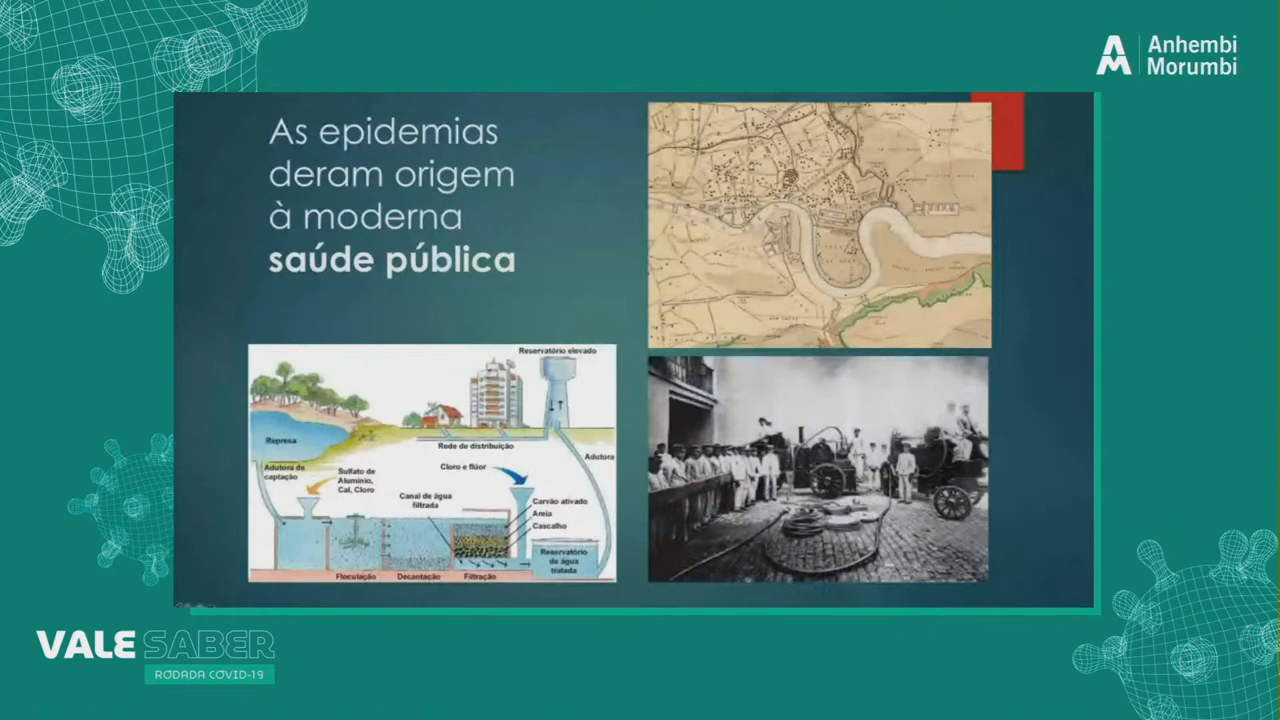 Anhembi
Morumbi
As epidemias
deram origem
à moderna
saúde pública
Reservatório elevado
Represa
Rede de distribuição
Adutora
Adutora de
captação
Sulfato de
Alumínio,
Cal, Cloro
Cloro e flúor
Canal de água
filtrada
Carvão ativado
Areia
Cascalho
Reservatório
de água
tratada
Floculação
Decantação
Filtração
VALE SABER
RODADA COVID-19